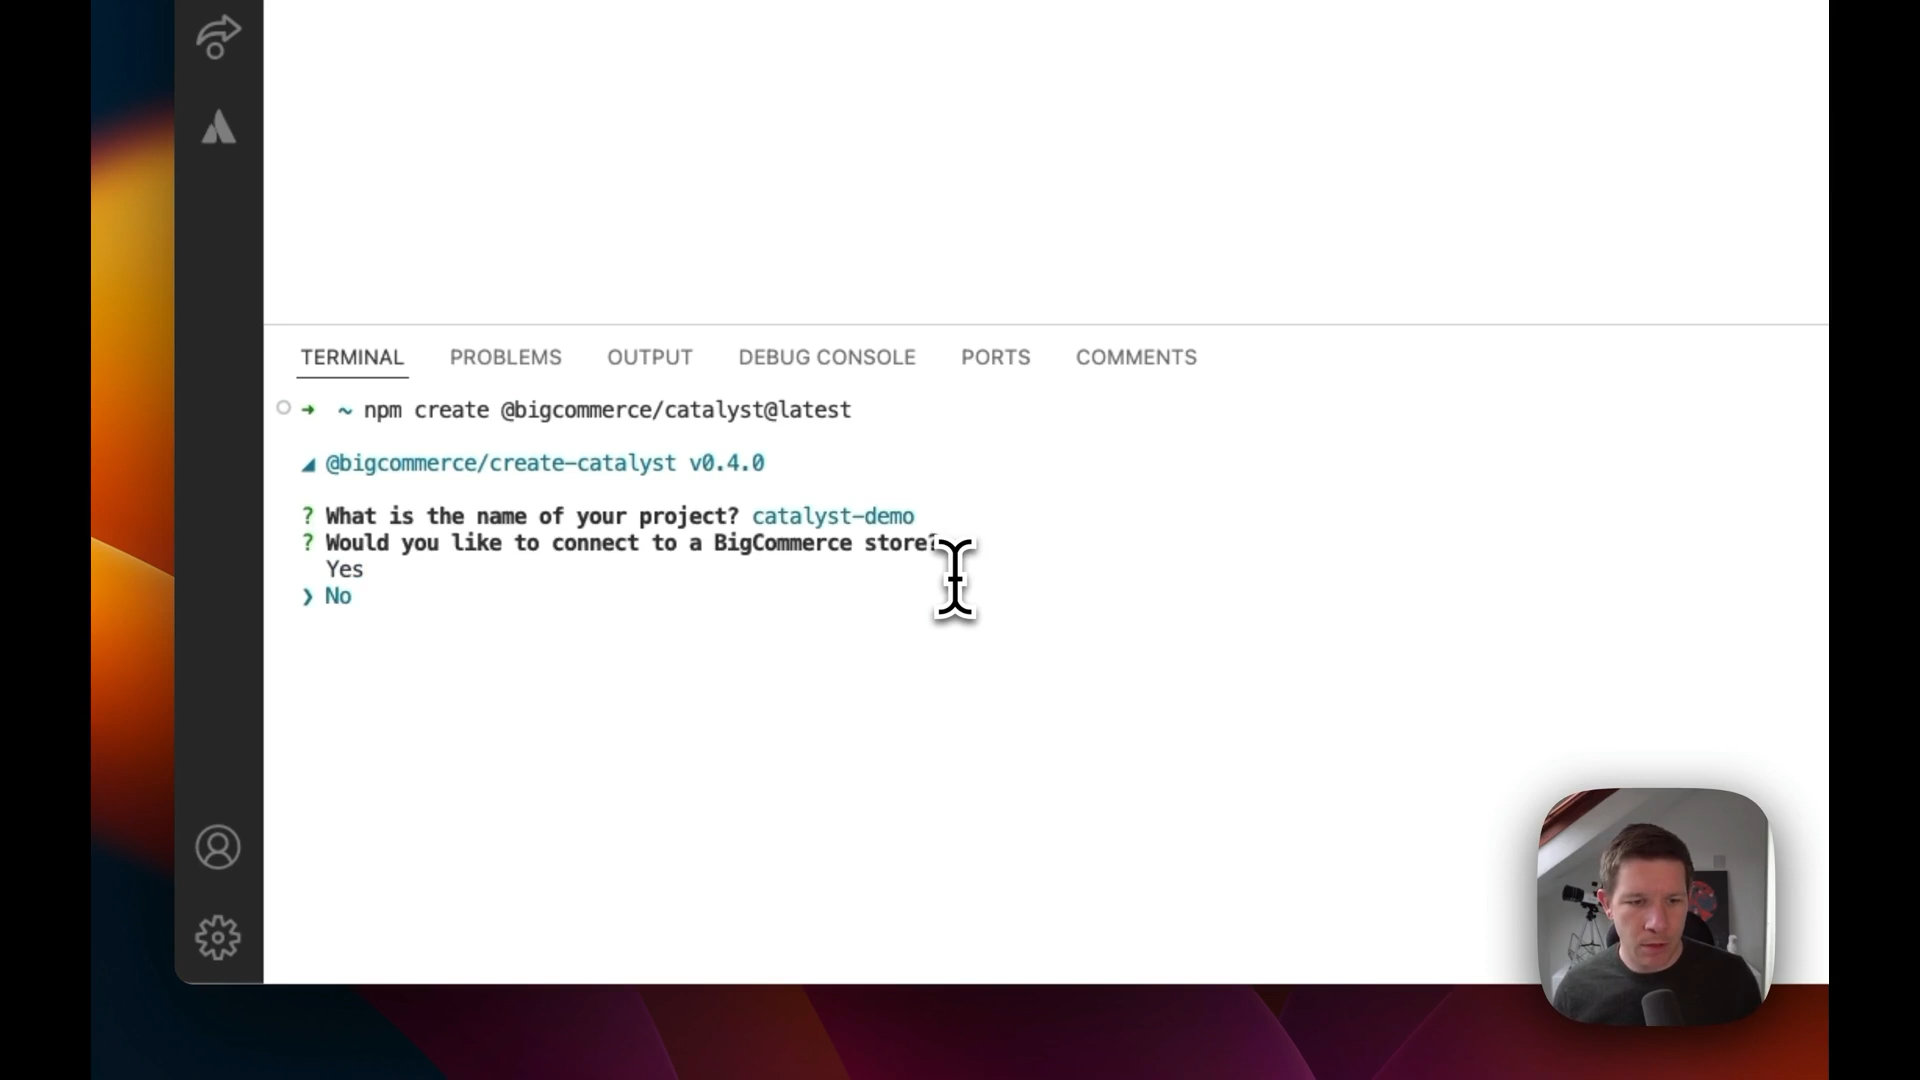 TERMINAL PROBLEMS OUTPUT DEBUG CONSOLE PORTS COMMENTS
➜ ~ npm create @bigcommerce/catalyst@latest
◢ @bigcommerce/create-catalyst v0.4.0
? What is the name of your project? catalyst-demo
? Would you like to connect to a BigCommerce store?
Yes
❯ No